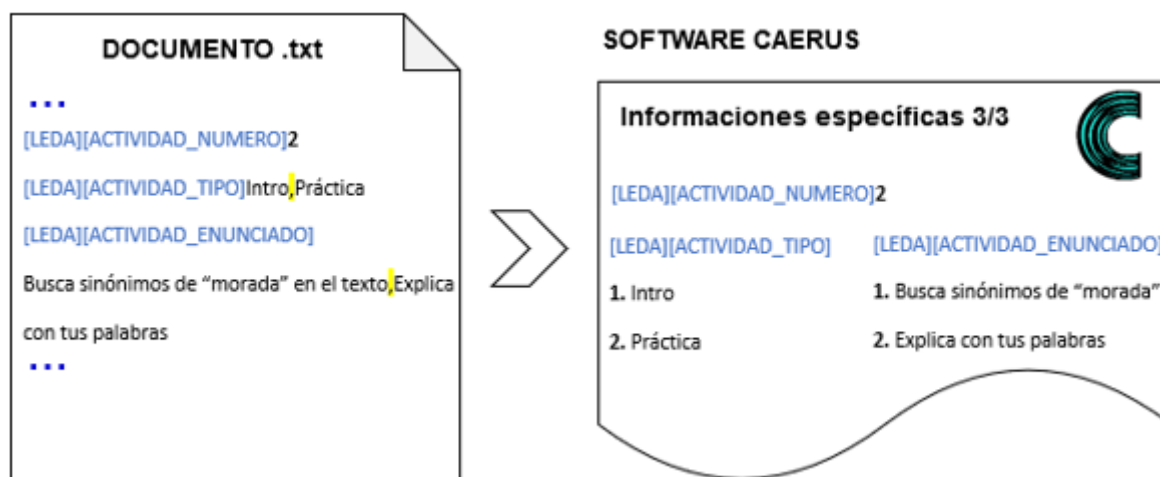 DOCUMENTO .txt
...
[LEDA][ACTIVIDAD_NUMERO]2
[LEDA][ACTIVIDAD_TIPO]Intro,Práctica
[LEDA][ACTIVIDAD_ENUNCIADO]
Busca sinónimos de “morada” en el texto,Explica
con tus palabras
...
SOFTWARE CAERUS
Informaciones específicas 3/3
[LEDA][ACTIVIDAD_NUMERO]2
[LEDA][ACTIVIDAD_TIPO] [LEDA][ACTIVIDAD_ENUNCIADO]
1. Intro 1. Busca sinónimos de “morada”
2. Práctica 2. Explica con tus palabras